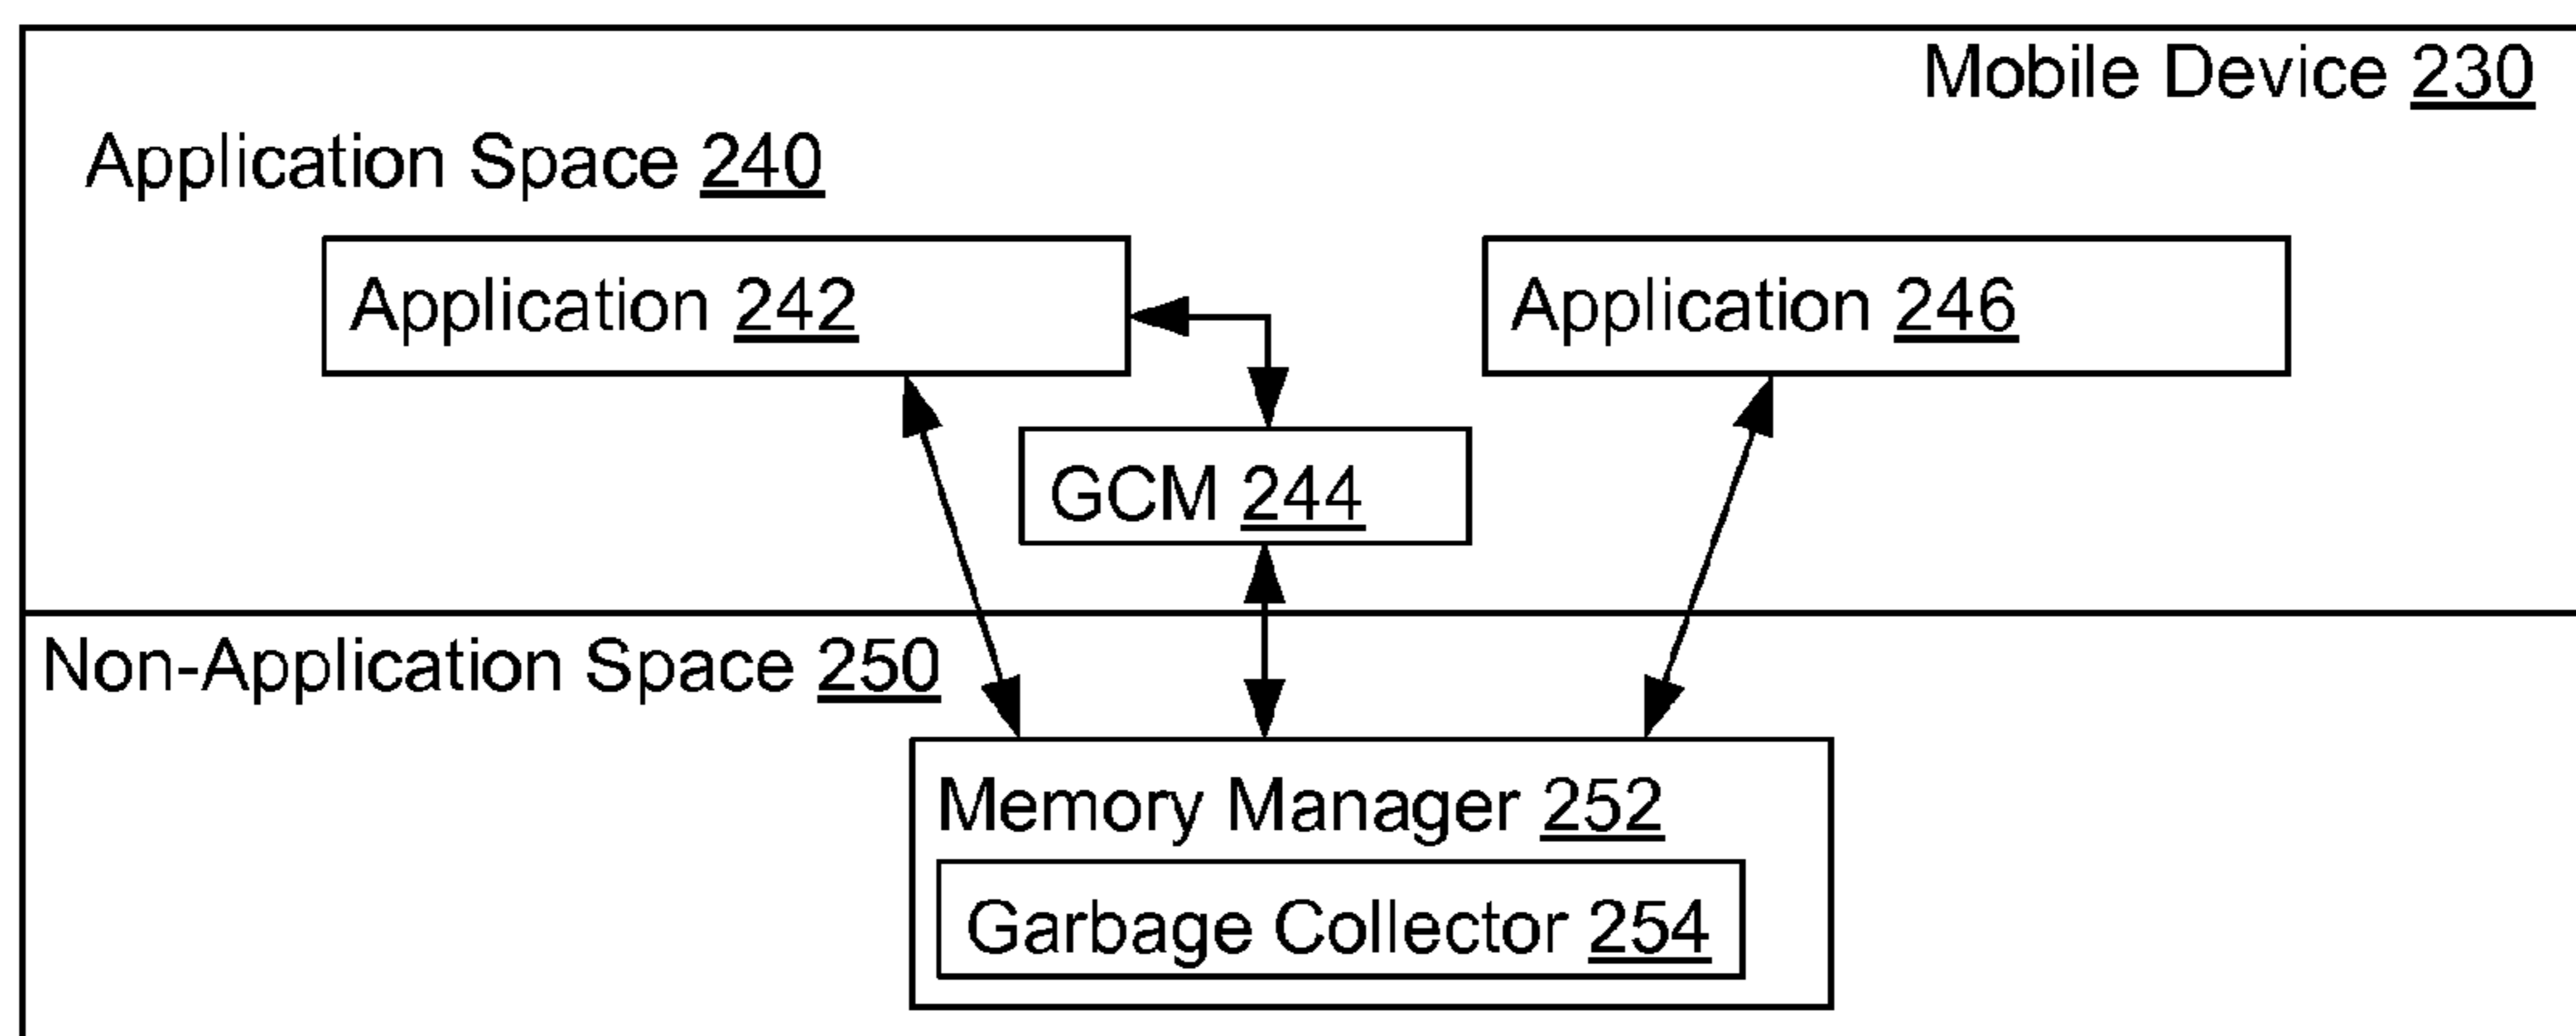 Mobile Device 230
Application Space 240
Application 242
Application 246
GCM 244
Non-Application Space 250
Memory Manager 252
Garbage Collector 254